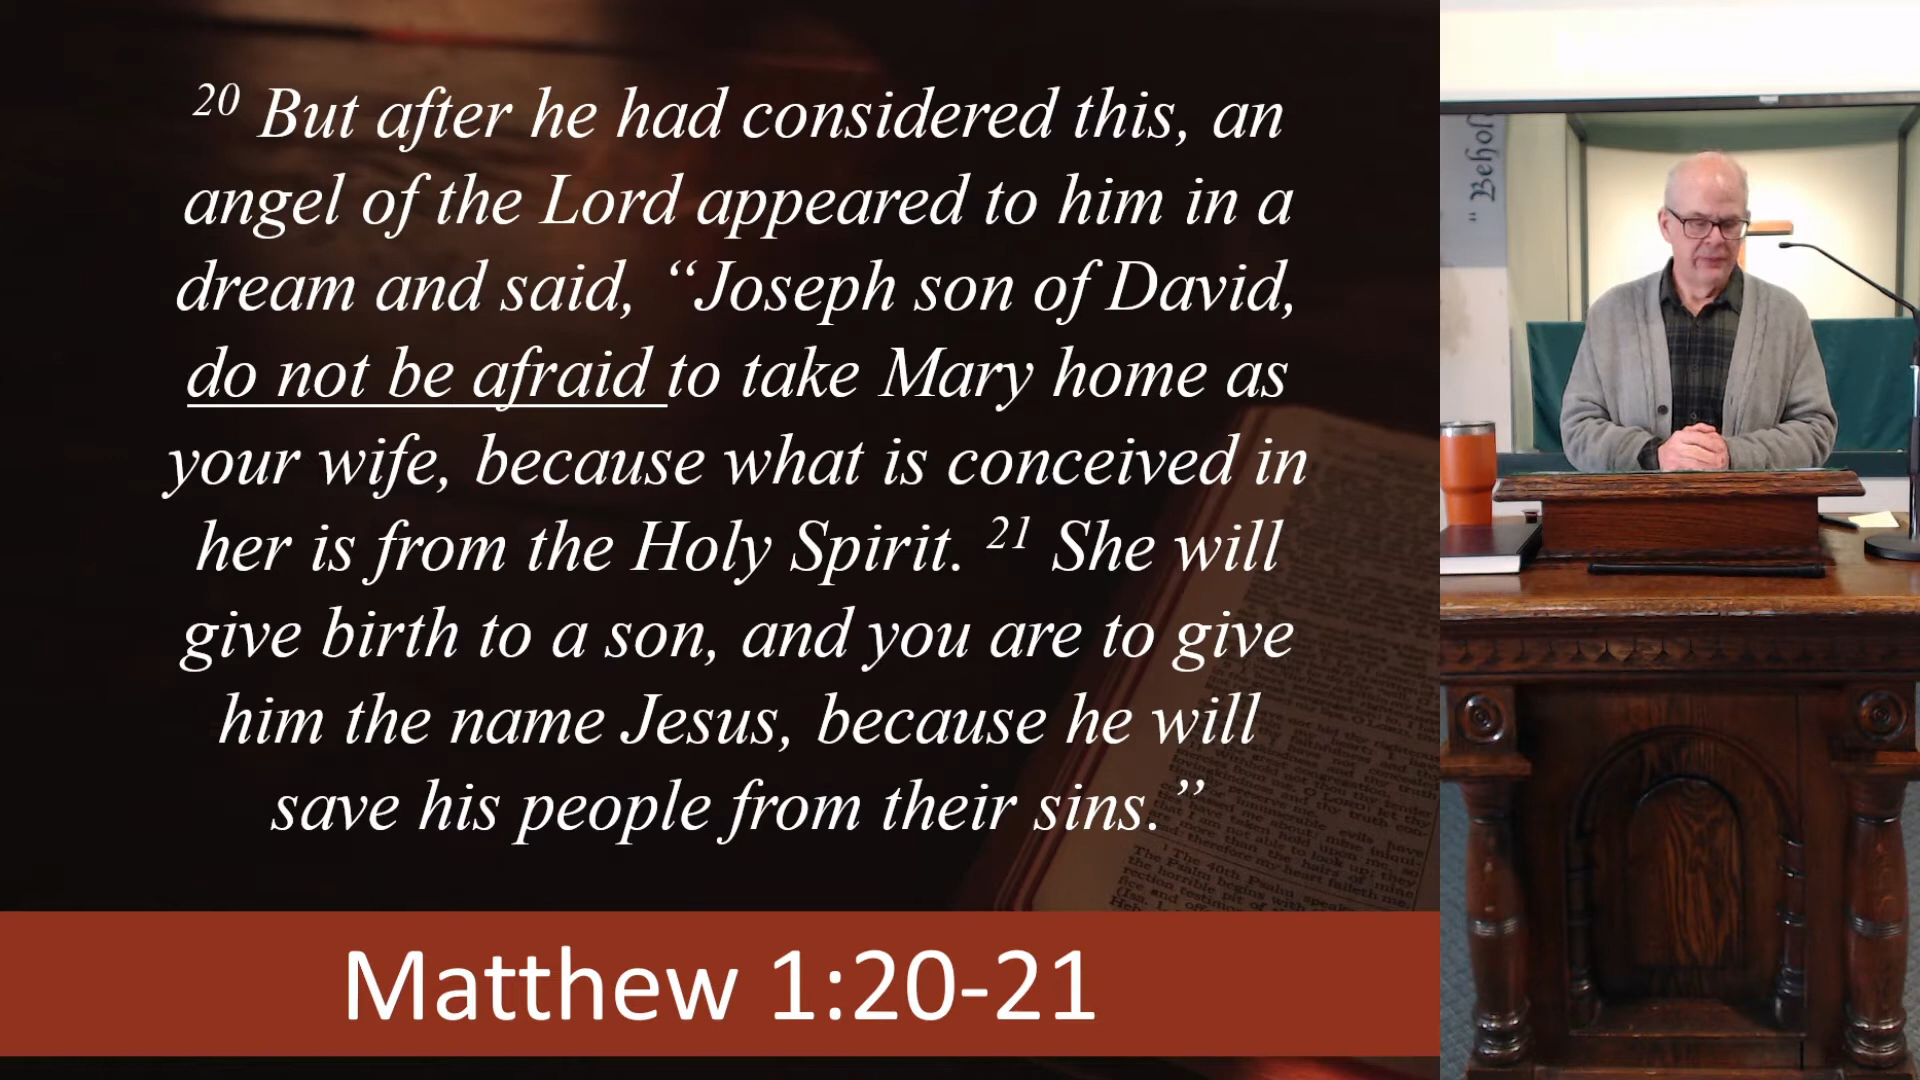 20 But after he had considered this, an
angel of the Lord appeared to him in a
dream and said, “Joseph son of David,
do not be afraid to take Mary home as
your wife, because what is conceived in
her is from the Holy Spirit. 21 She will
give birth to a son, and you are to give
him the name Jesus, because he will
save his people from their sins.”
Matthew 1:20-21
"Behol